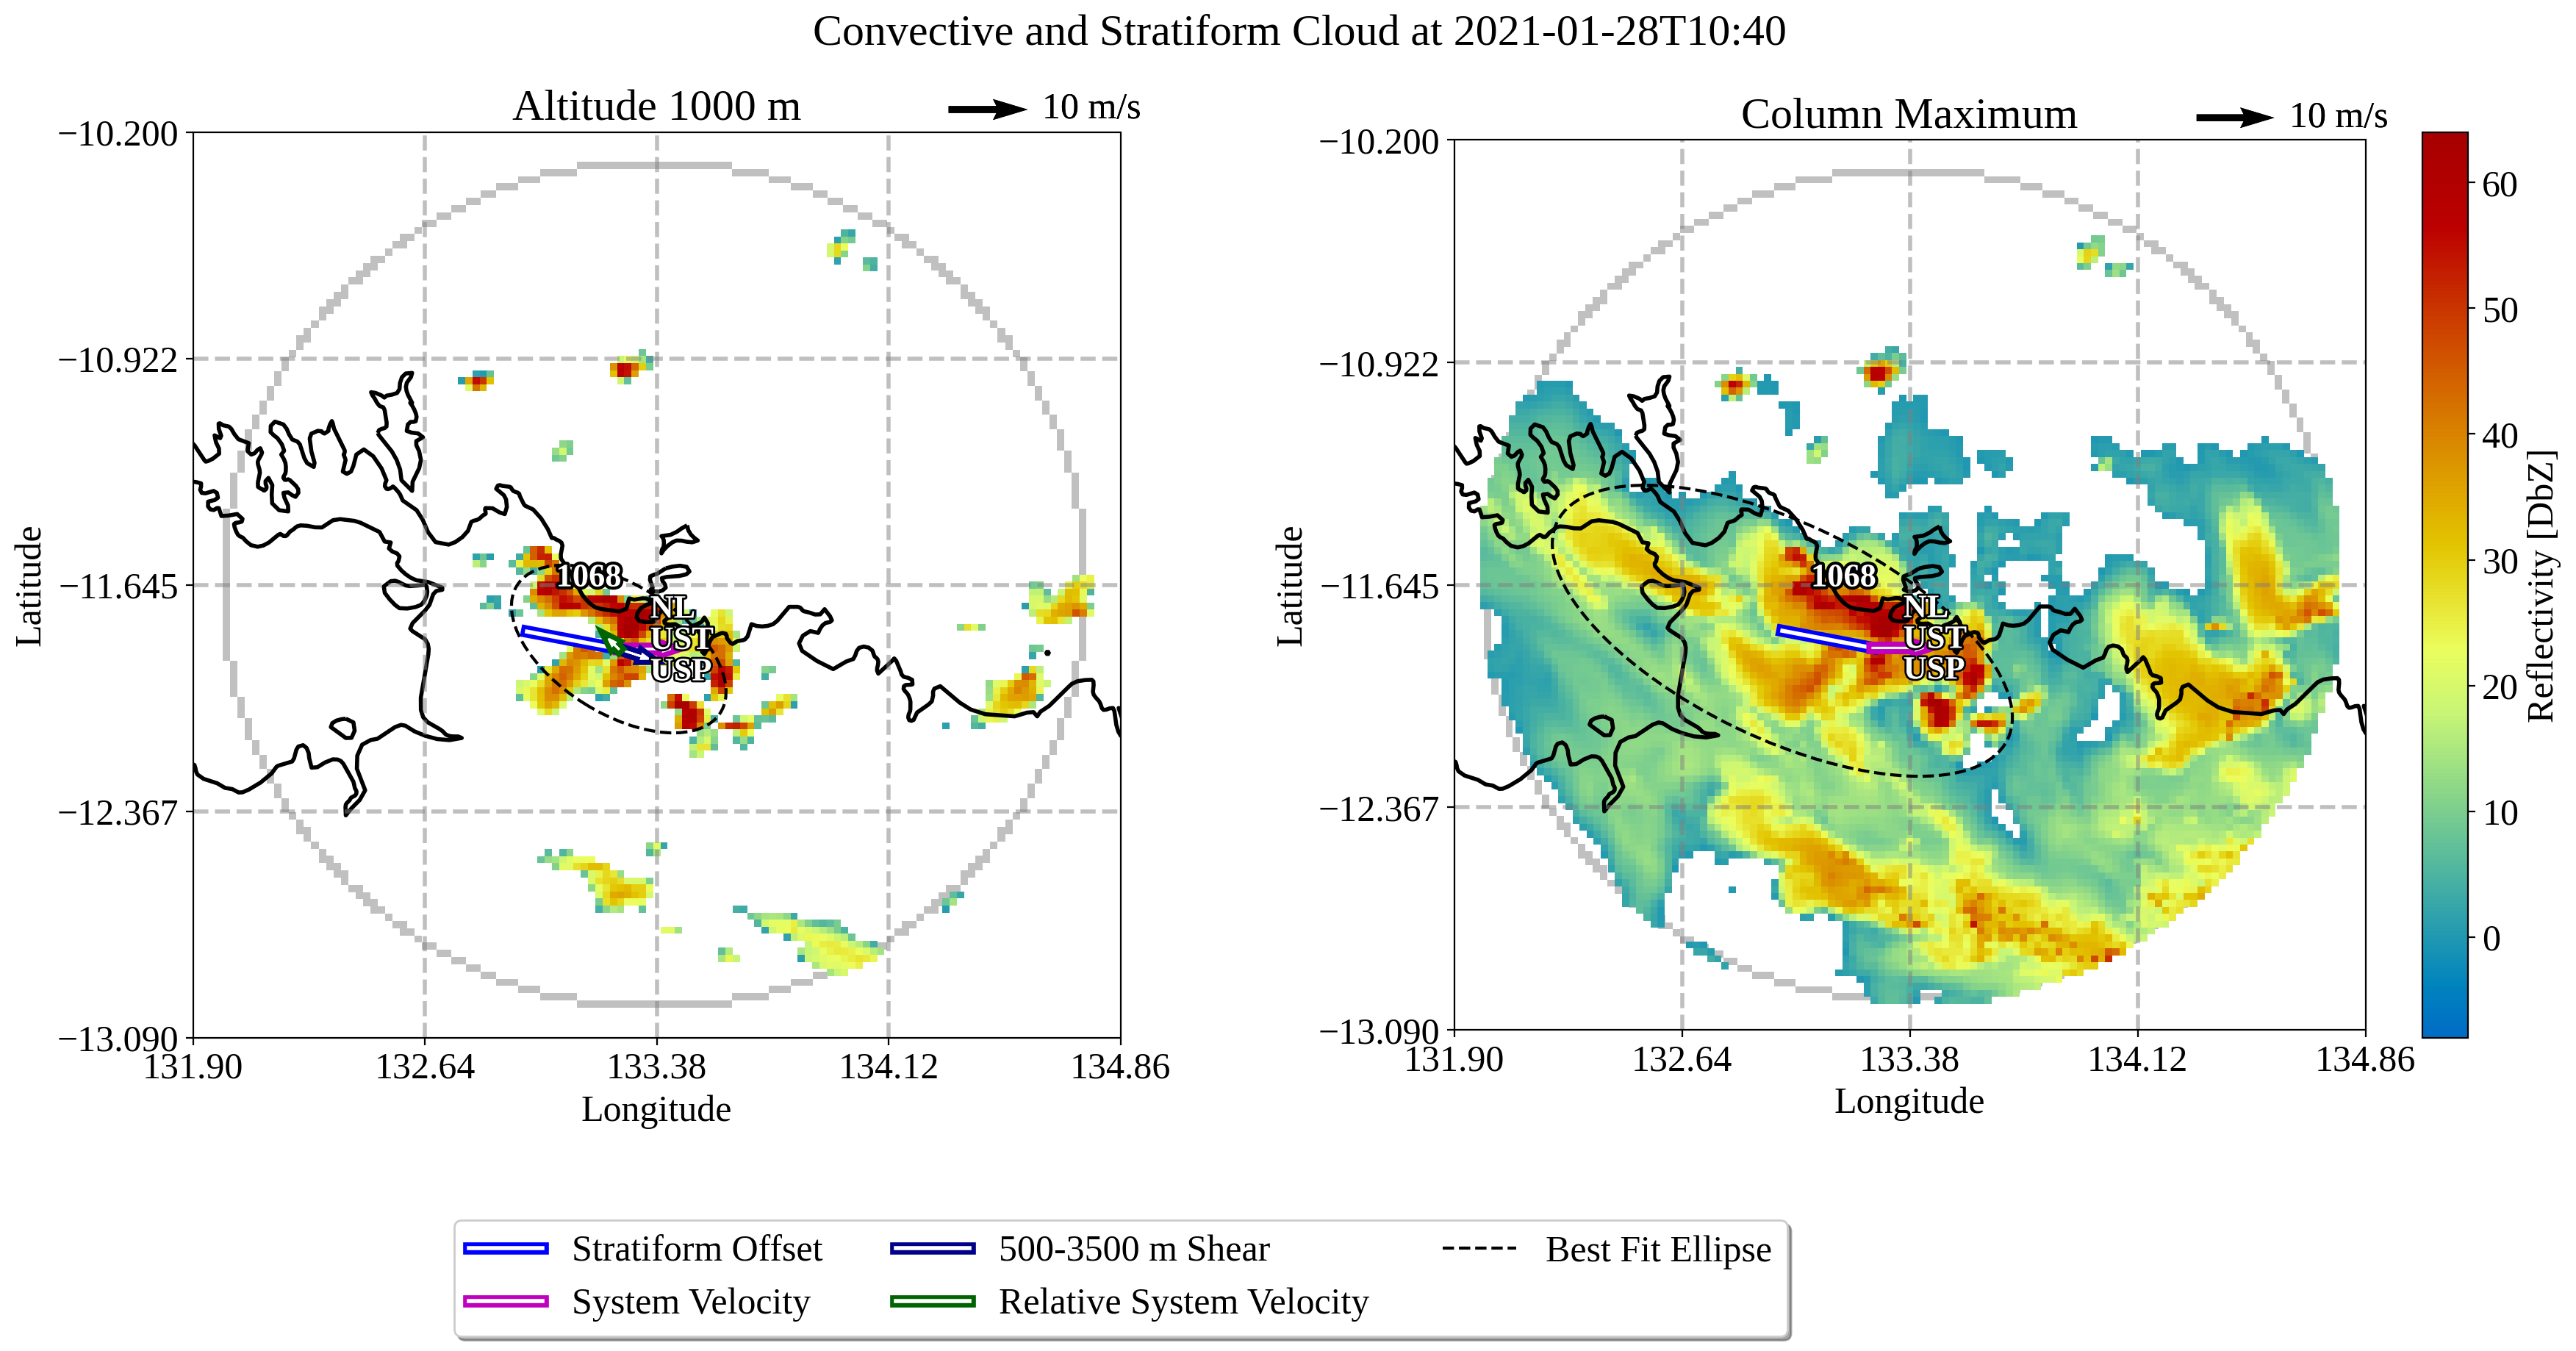 Convective and Stratiform Cloud at 2021-01-28T10:40
Altitude 1000 m
10 m/s
−10.200
−10.922
−11.645
−12.367
−13.090
Latitude
1068
NL
UST
USP
131.90
132.64
133.38
134.12
134.86
Longitude
Column Maximum
10 m/s
−10.200
−10.922
−11.645
−12.367
−13.090
Latitude
1068
NL
UST
USP
131.90
132.64
133.38
134.12
134.86
Longitude
60
50
40
30
20
10
0
Reflectivity [DbZ]
Stratiform Offset
System Velocity
500-3500 m Shear
Relative System Velocity
Best Fit Ellipse